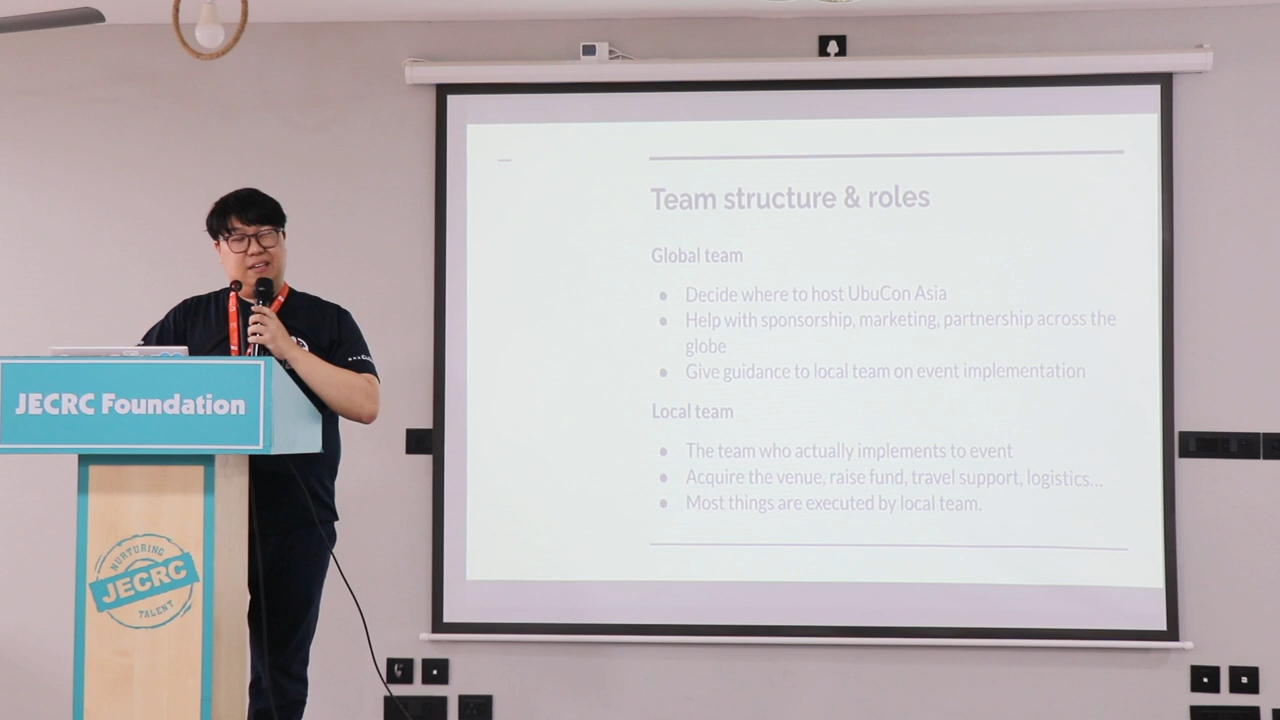 Team structure & roles
Global team
Decide where to host UbuCon Asia
Help with sponsorship, marketing, partnership across the
globe
Give guidance to local team on event implementation
Local team
The team who actually implements to event
Acquire the venue, raise fund, travel support, logistics...
Most things are executed by local team.
JECRC Foundation
NURTURING
JECRC
TALENT